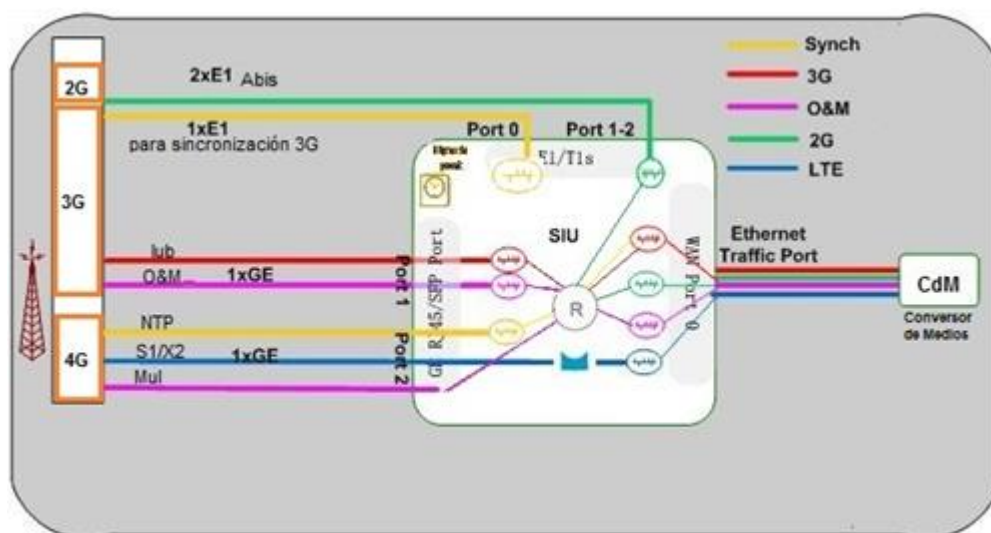 2G
2xE1 Abis
1xE1
para sincronización 3G
Port 0
Port 1-2
E1/T1s
Synch
3G
O&M
2G
LTE
3G
SIU
Iub
O&M
1xGE
Port 1
GE RJ45/SFP Port
WAN Port 0
Ethernet
Traffic Port
CdM
Conversor
de Medios
R
NTP
4G
S1/X2
1xGE
Port 2
Mul